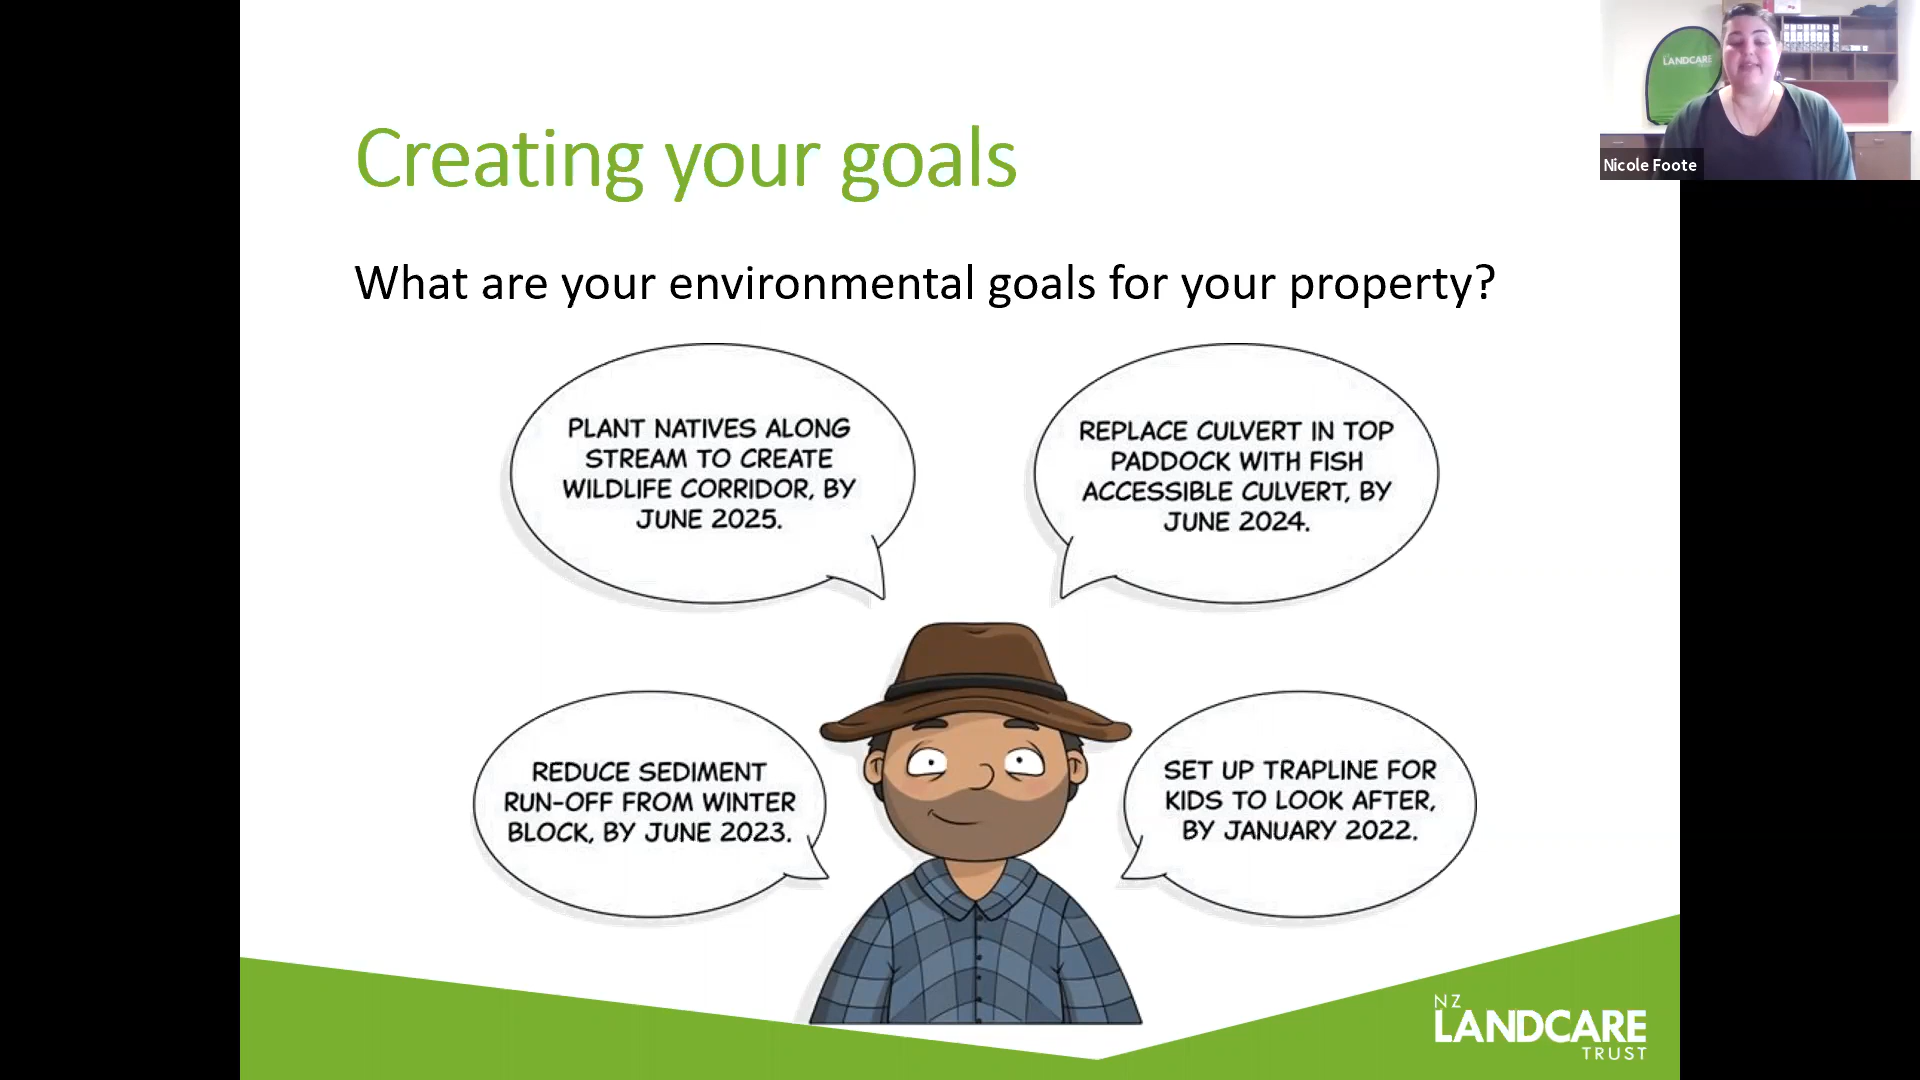 Creating your goals
What are your environmental goals for your property?
PLANT NATIVES ALONG
STREAM TO CREATE
WILDLIFE CORRIDOR, BY
JUNE 2025.
REPLACE CULVERT IN TOP
PADDOCK WITH FISH
ACCESSIBLE CULVERT, BY
JUNE 2024.
REDUCE SEDIMENT
RUN-OFF FROM WINTER
BLOCK, BY JUNE 2023.
SET UP TRAPLINE FOR
KIDS TO LOOK AFTER,
BY JANUARY 2022.
NZ
LANDCARE
TRUST
LANDCARE
Nicole Foote